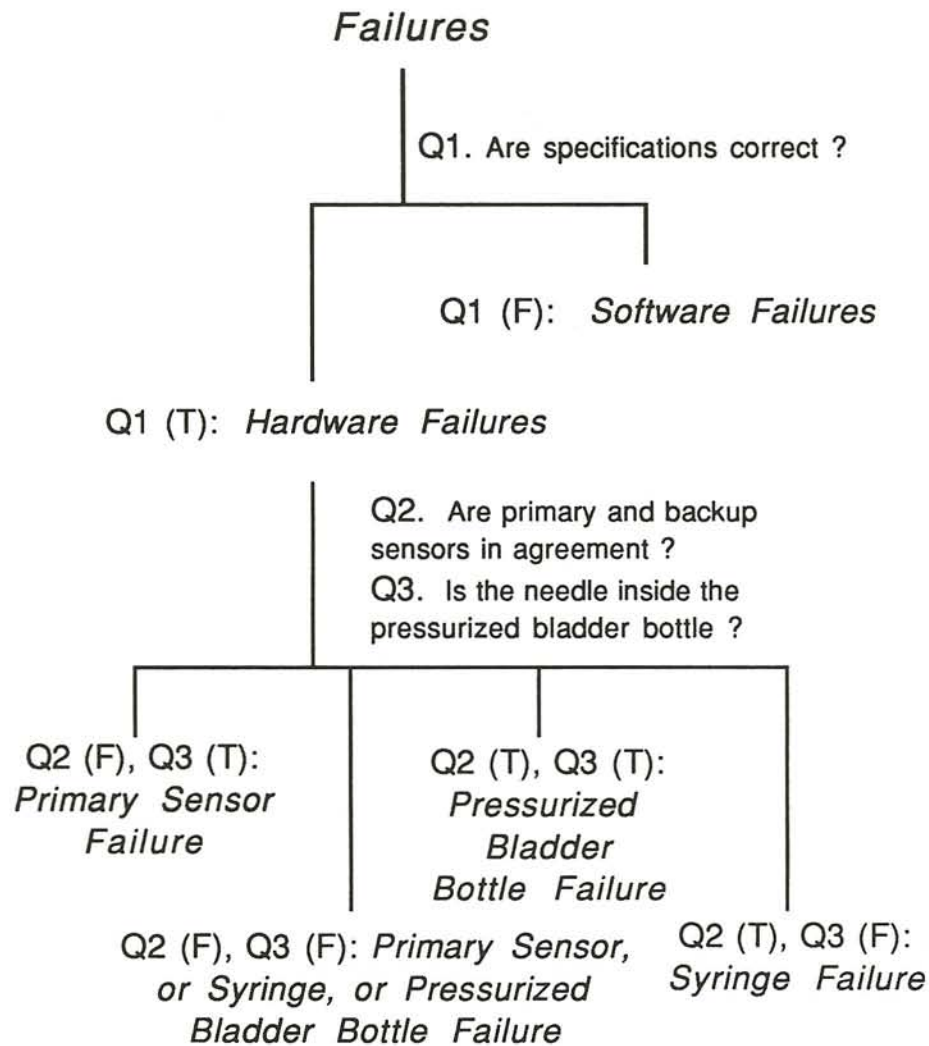 Failures
Q1. Are specifications correct ?
Q1 (F): Software Failures
Q1 (T): Hardware Failures
Q2. Are primary and backup
sensors in agreement ?
Q3. Is the needle inside the
pressurized bladder bottle ?
Q2 (F), Q3 (T):
Primary Sensor
Failure
Q2 (T), Q3 (T):
Pressurized
Bladder
Bottle Failure
Q2 (F), Q3 (F): Primary Sensor,
or Syringe, or Pressurized
Bladder Bottle Failure
Q2 (T), Q3 (F):
Syringe Failure